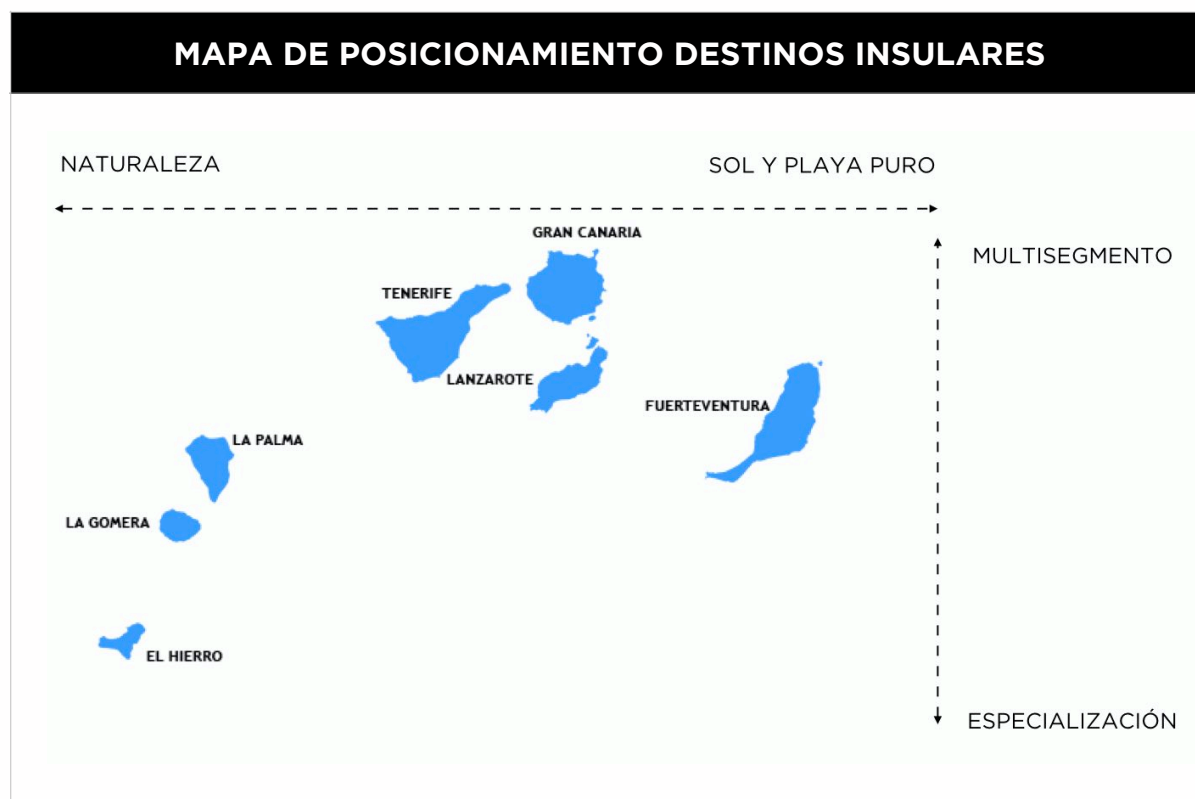 MAPA DE POSICIONAMIENTO DESTINOS INSULARES
NATURALEZA
SOL Y PLAYA PURO
GRAN CANARIA
MULTISEGMENTO
TENERIFE
LANZAROTE
FUERTEVENTURA
LA PALMA
LA GOMERA
EL HIERRO
ESPECIALIZACIÓN